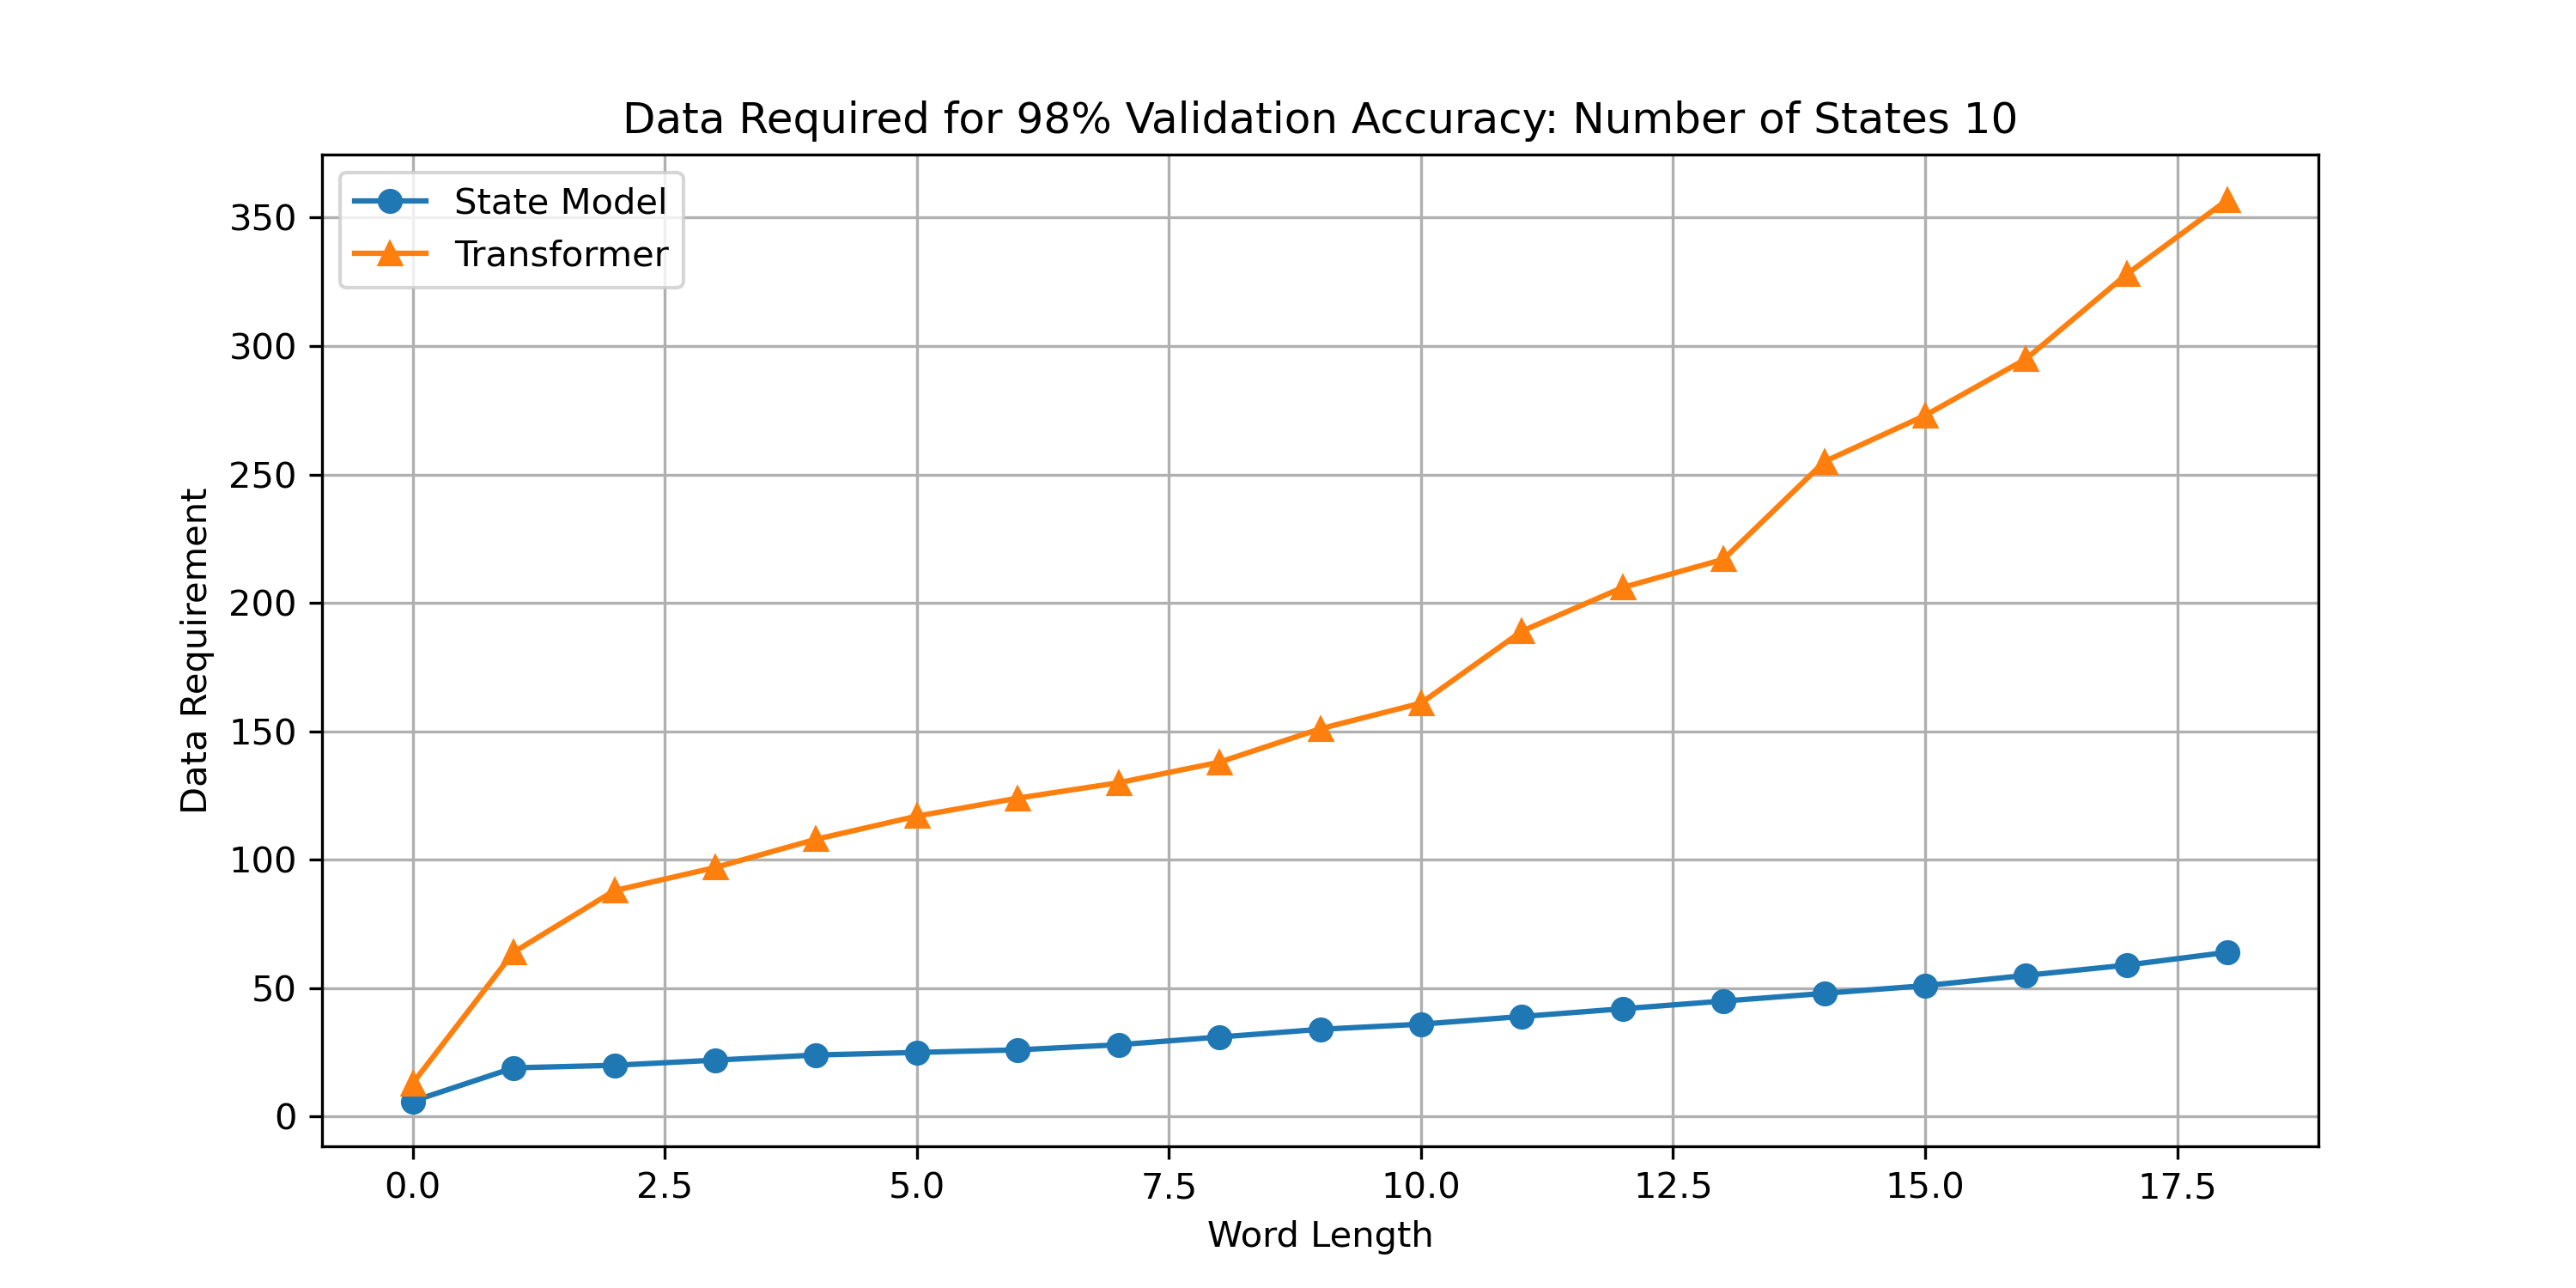 Data Required for 98% Validation Accuracy: Number of States 10
State Model
Transformer
350
300
250
200
150
100
50
0
Data Requirement
0.0 2.5 5.0 7.5 10.0 12.5 15.0 17.5
Word Length